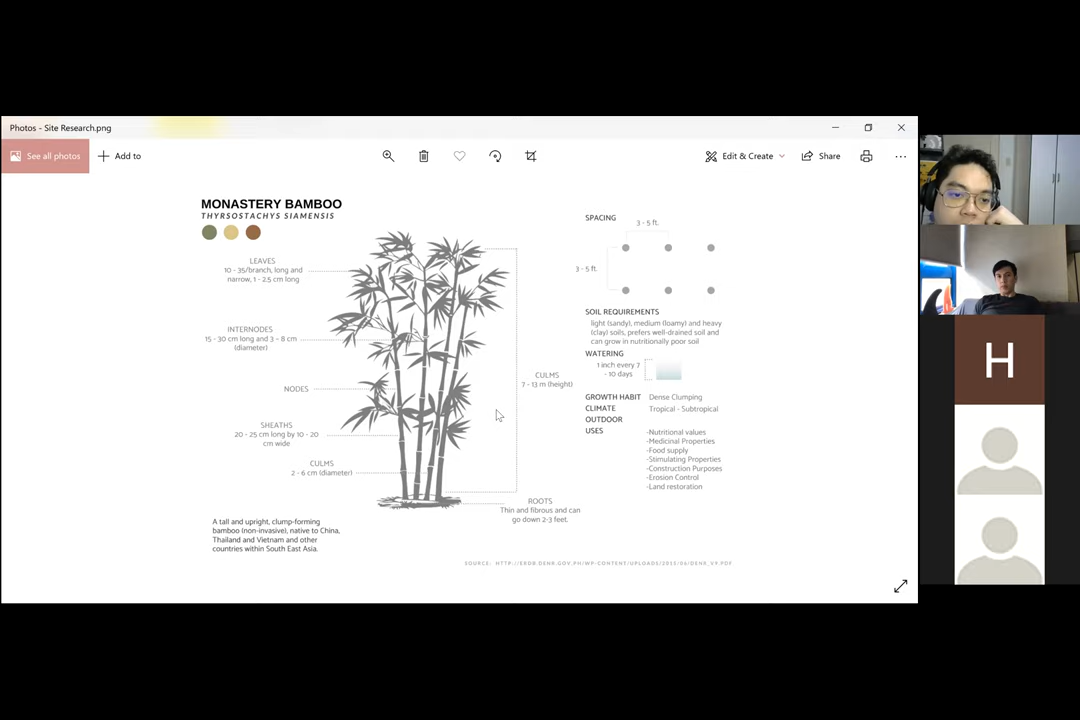 Photos - Site Research.png
See all photos
Add to
Edit & Create
Share
MONASTERY BAMBOO
THYRSOSTACHYS SIAMENSIS
LEAVES
10 - 35/branch, long and
narrow, 1 - 2.5 cm long
INTERNODES
15 - 30 cm long and 3 – 8 cm
(diameter)
NODES
SHEATHS
20 - 25 cm long by 10 - 20
cm wide
CULMS
2 - 6 cm (diameter)
A tall and upright, clump-forming
bamboo (non-invasive), native to China,
Thailand and Vietnam and other
countries within South East Asia.
CULMS
7 - 13 m (height)
ROOTS
Thin and fibrous and can
go down 2-3 feet.
SPACING
3 - 5 ft.
3 - 5 ft.
SOIL REQUIREMENTS
light (sandy), medium (loamy) and heavy
(clay) soils, prefers well-drained soil and
can grow in nutritionally poor soil
WATERING
1 inch every 7
- 10 days
GROWTH HABIT Dense Clumping
CLIMATE Tropical - Subtropical
OUTDOOR
USES
-Nutritional values
-Medicinal Properties
-Food supply
-Stimulating Properties
-Construction Purposes
-Erosion Control
-Land restoration
H